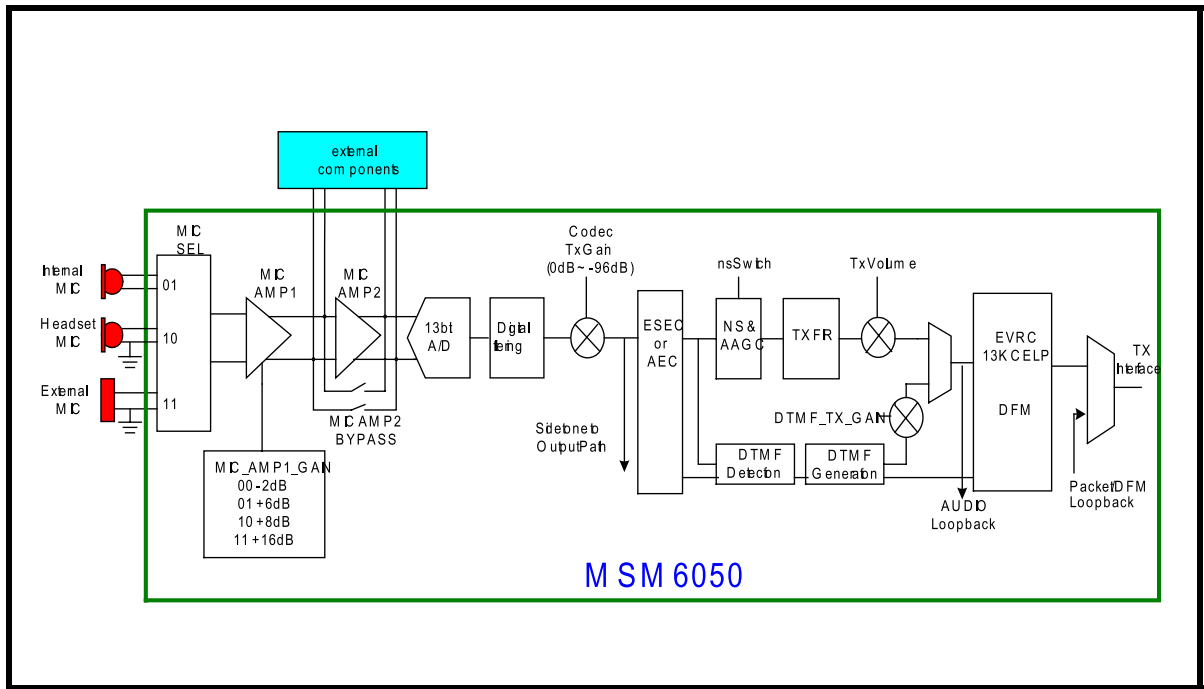 external
components
MIC
SEL
Internal
MIC
01
Headset
MIC
10
External
MIC
11
MIC
AMP1
MIC
AMP2
MIC AMP2
BYPASS
MIC_AMP1_GAIN
00 -2dB
01 +6dB
10 +8dB
11 +16dB
13bit
A/D
Digital
fltering
Codec
TxGain
(0dB ~ -96dB)
Sidetone to
Output Path
ESEC
or
AEC
nsSwitch
NS &
AAGC
TXFIR
TxVolume
DTMF_TX_GAIN
DTMF
Detection
DTMF
Generation
AUDIO
Loopback
EVRC
13K CELP
DFM
TX
Interface
Packet/DFM
Loopback
MSM6050